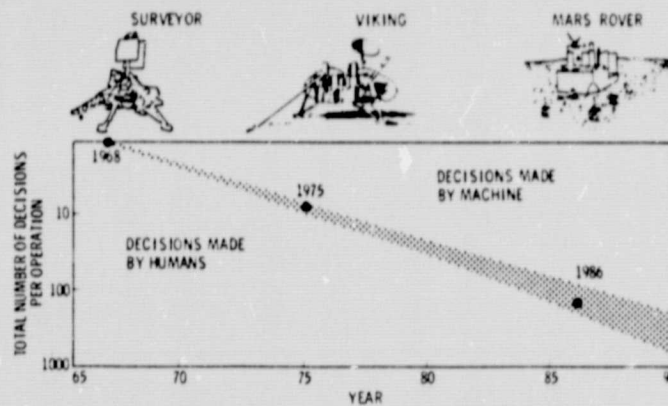 SURVEYOR VIKING MARS ROVER
1968
1975
DECISIONS MADE
BY MACHINE
DECISIONS MADE
BY HUMANS
1986
TOTAL NUMBER OF DECISIONS
PER OPERATION
10
100
1000
65 70 75 80 85
YEAR